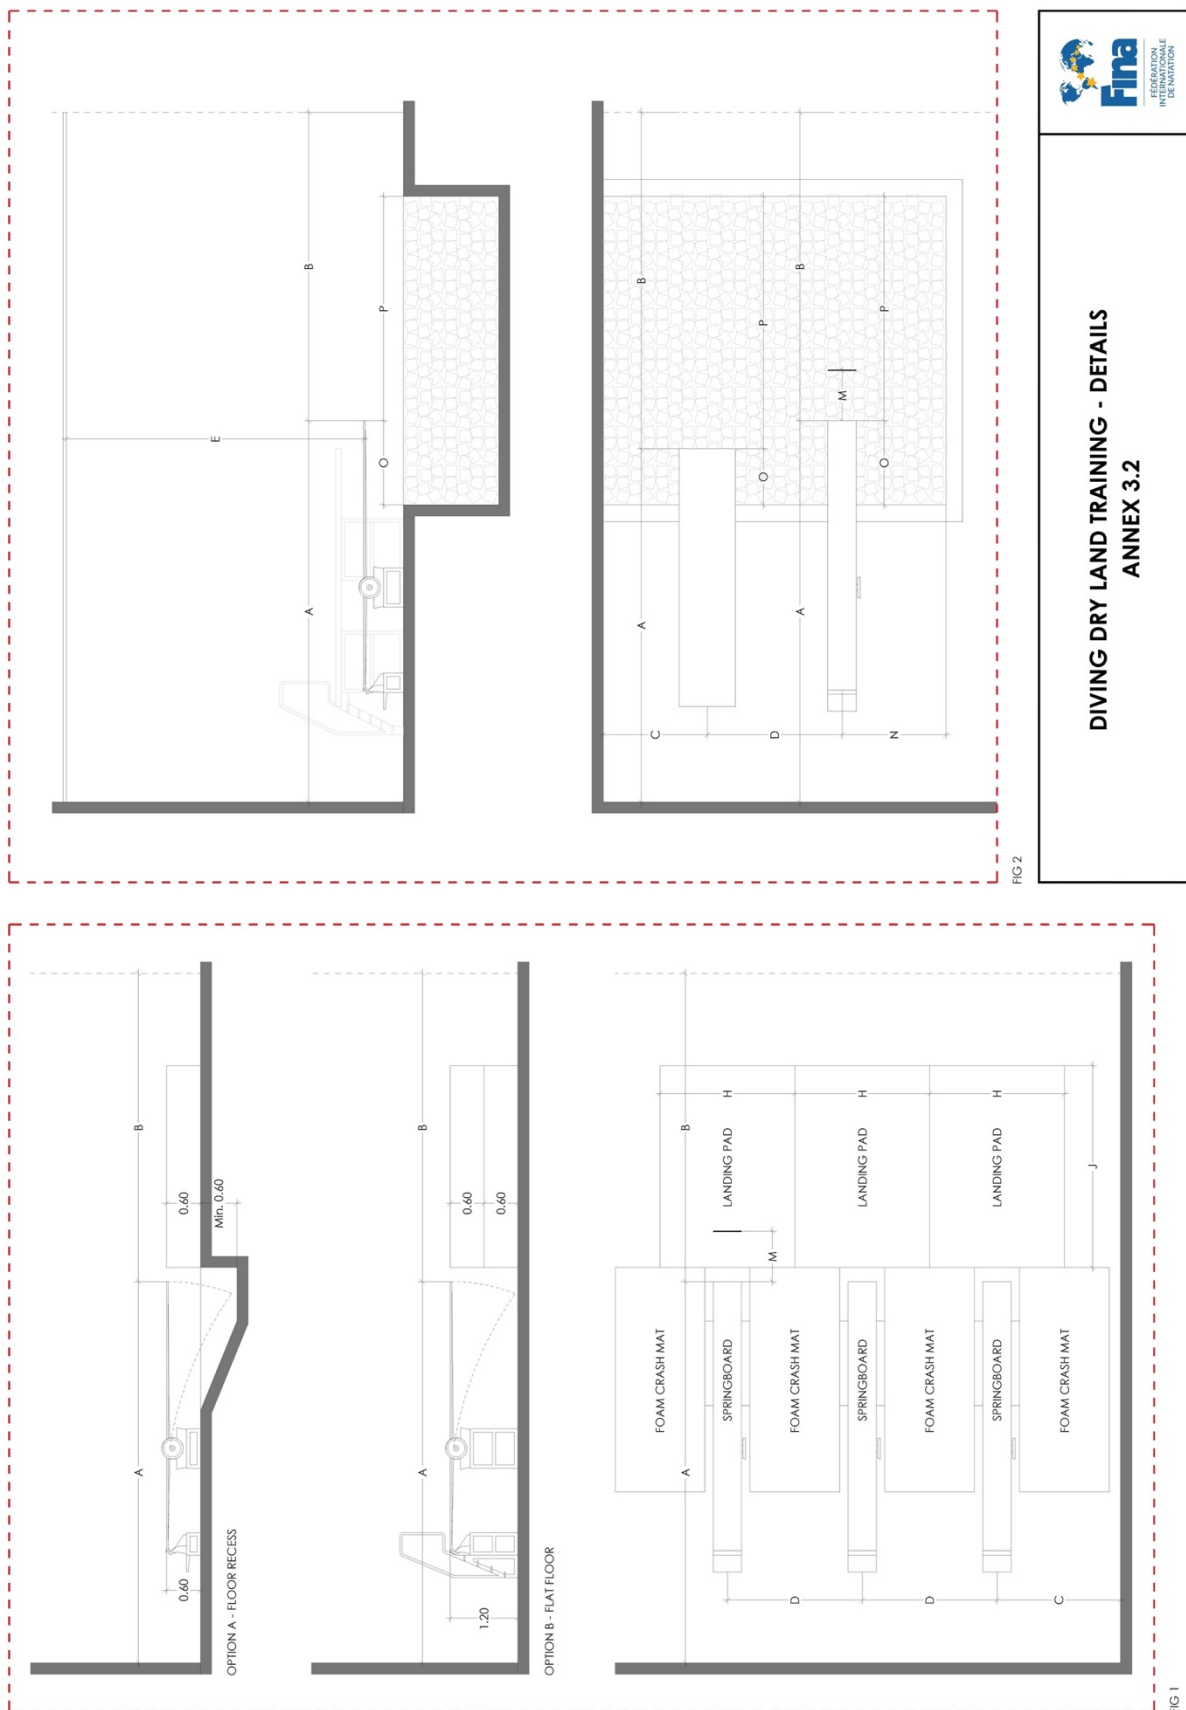 A
B
0.60
0.60
Min. 0.60
OPTION A - FLOOR RECESS
A
B
1.20
0.60
0.60
OPTION B - FLAT FLOOR
FOAM CRASH MAT
A
B
SPRINGBOARD
LANDING PAD
H
M
FOAM CRASH MAT
D
SPRINGBOARD
LANDING PAD
H
FOAM CRASH MAT
D
SPRINGBOARD
LANDING PAD
H
FOAM CRASH MAT
C
J
FIG 1
E
A
B
O
P
A
B
C
O
P
D
A
B
M
O
P
N
FIG 2
DIVING DRY LAND TRAINING - DETAILS
ANNEX 3.2
Fina
FÉDÉRATION
INTERNATIONALE
DE NATATION